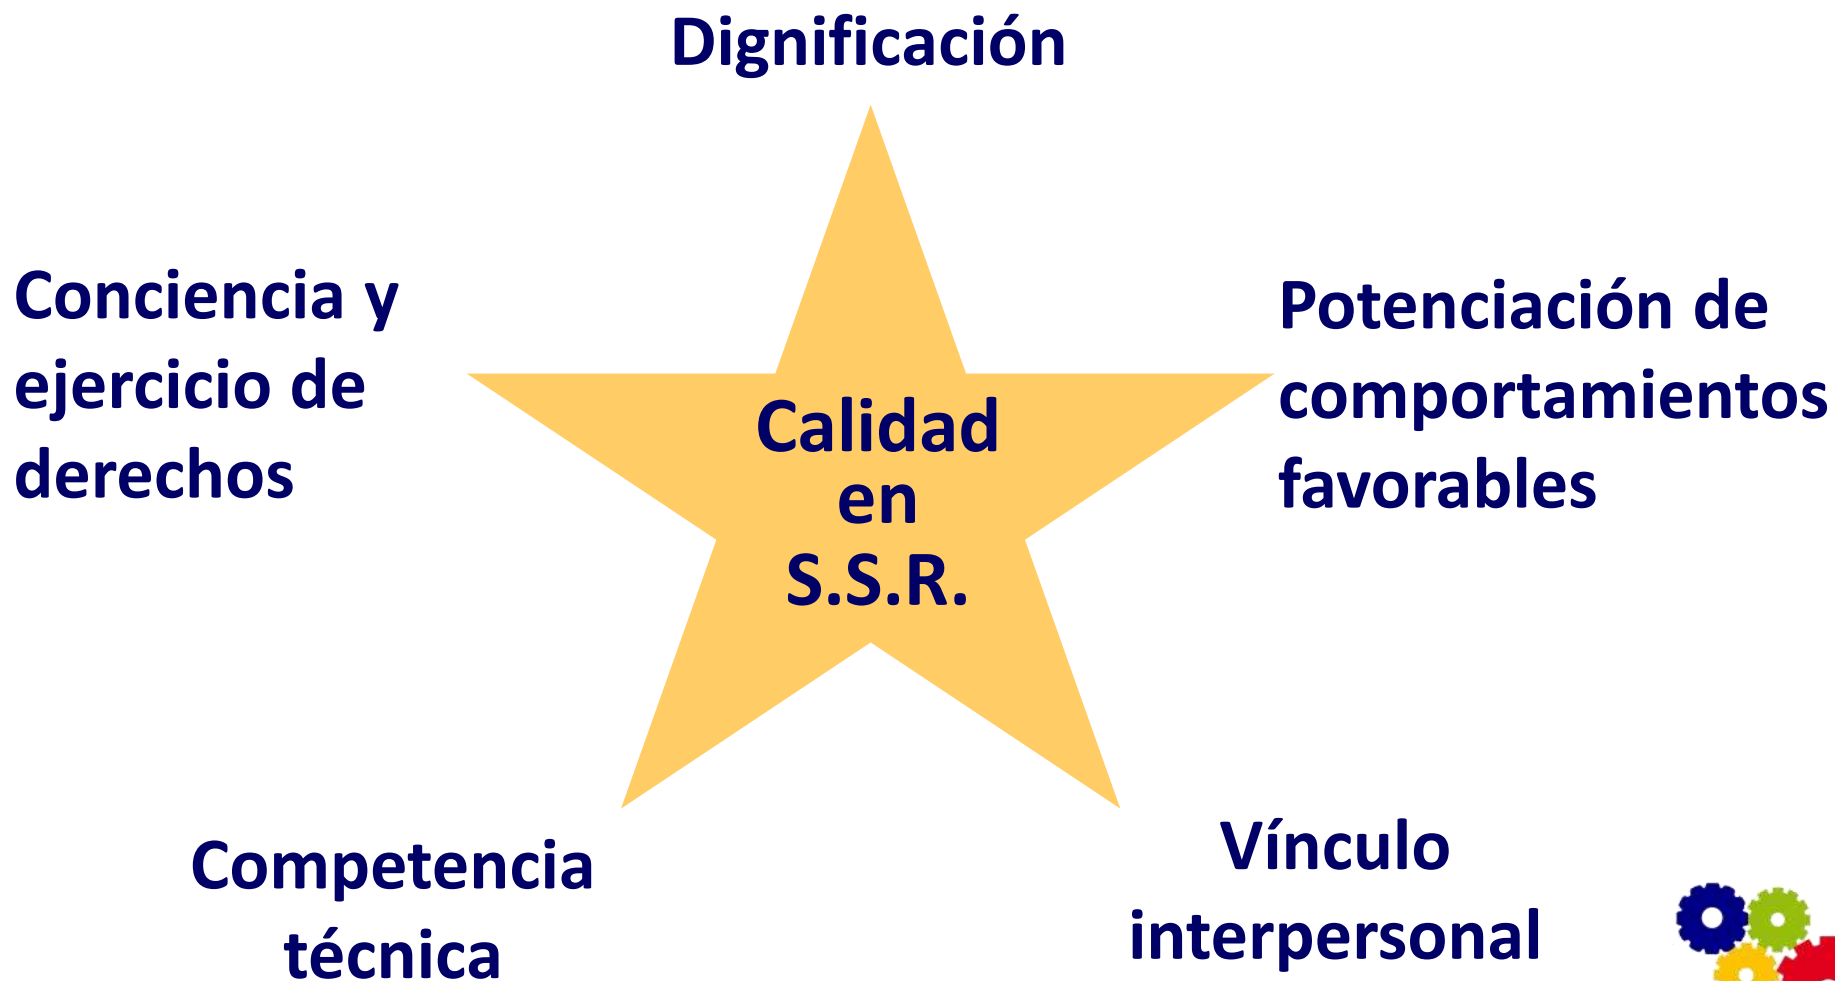 Dignificación
Conciencia y
ejercicio de
derechos
Potenciación de
comportamientos
favorables
Calidad
en
S.S.R.
Competencia
técnica
Vínculo
interpersonal